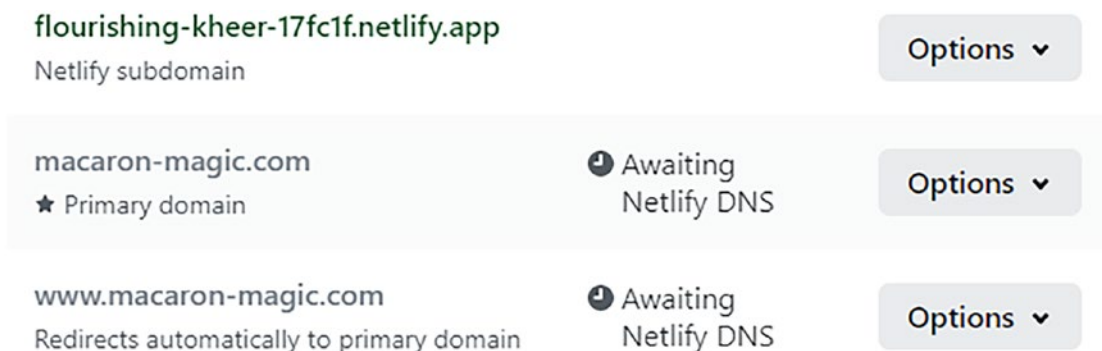 flourishing-kheer-17fc1f.netlify.app
Netlify subdomain
Options
macaron-magic.com
★ Primary domain
Awaiting
Netlify DNS
Options
www.macaron-magic.com
Redirects automatically to primary domain
Awaiting
Netlify DNS
Options